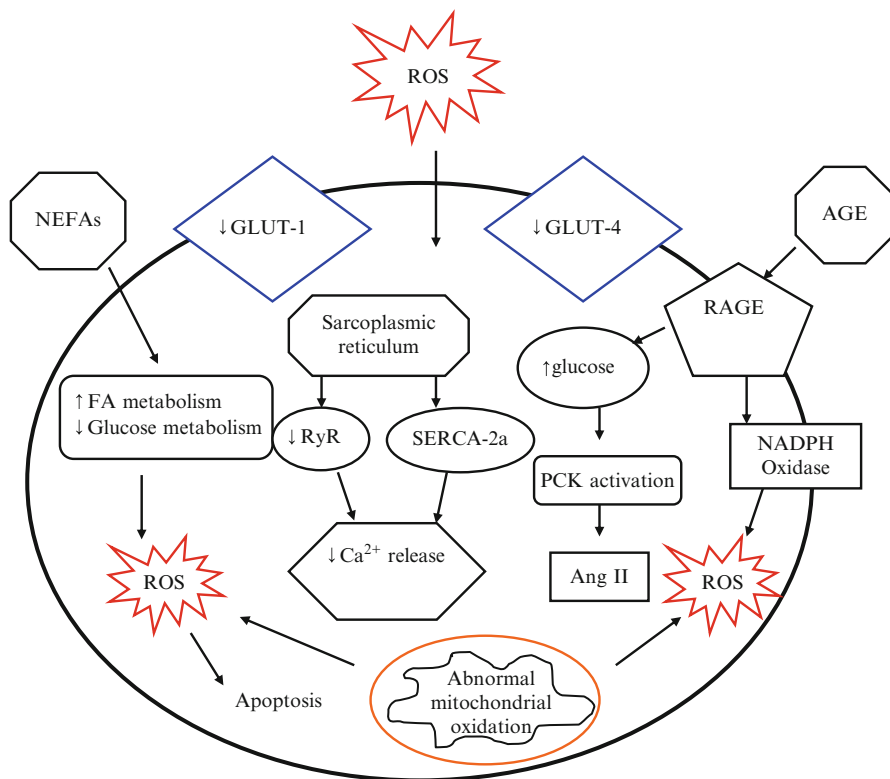 ROS
NEFAs
↓GLUT-1
↓GLUT-4
AGE
RAGE
Sarcoplasmic
reticulum
↑glucose
↑FA metabolism
↓Glucose metabolism
↓RyR
SERCA-2a
NADPH
Oxidase
PCK activation
↓Ca²⁺ release
Ang II
ROS
ROS
Apoptosis
Abnormal
mitochondrial
oxidation